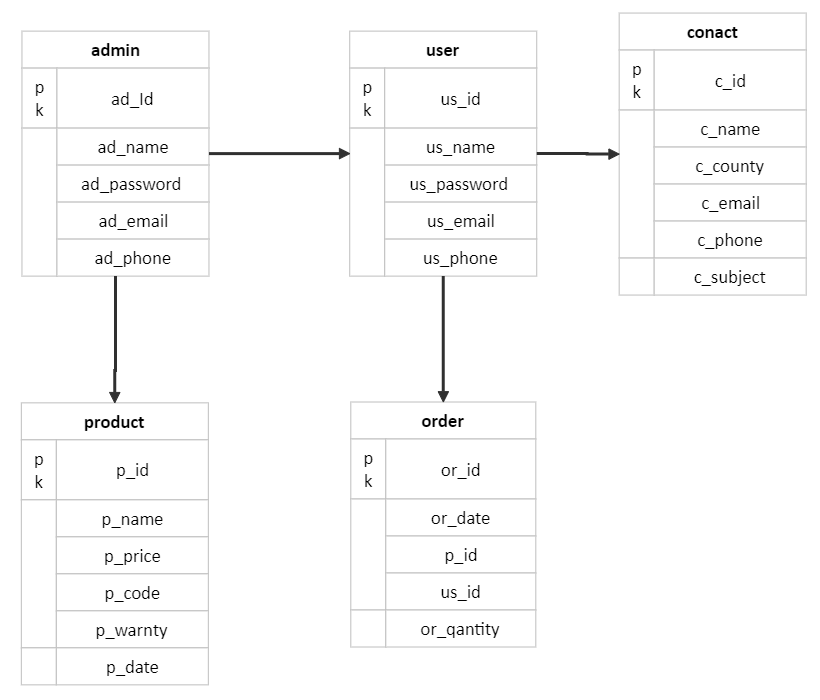 admin
p
k
ad_Id
ad_name
ad_password
ad_email
ad_phone
user
p
k
us_id
us_name
us_password
us_email
us_phone
conact
p
k
c_id
c_name
c_county
c_email
c_phone
c_subject
product
p
k
p_id
p_name
p_price
p_code
p_warnty
p_date
order
p
k
or_id
or_date
p_id
us_id
or_qantity